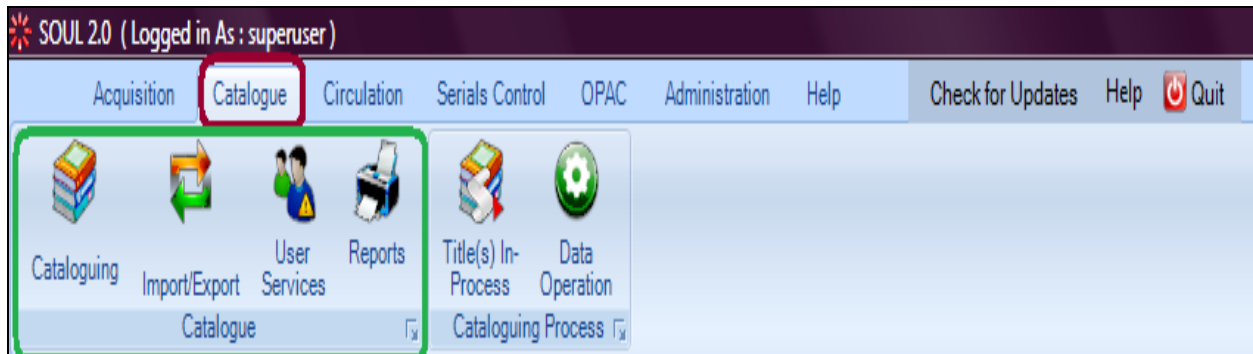 SOUL 2.0 ( Logged in As : superuser )
Acquisition Catalogue Circulation Serials Control OPAC Administration Help Check for Updates Help Quit
Cataloguing
Import/Export
User
Services
Reports
Title(s) In-
Process
Data
Operation
Catalogue
Cataloguing Process